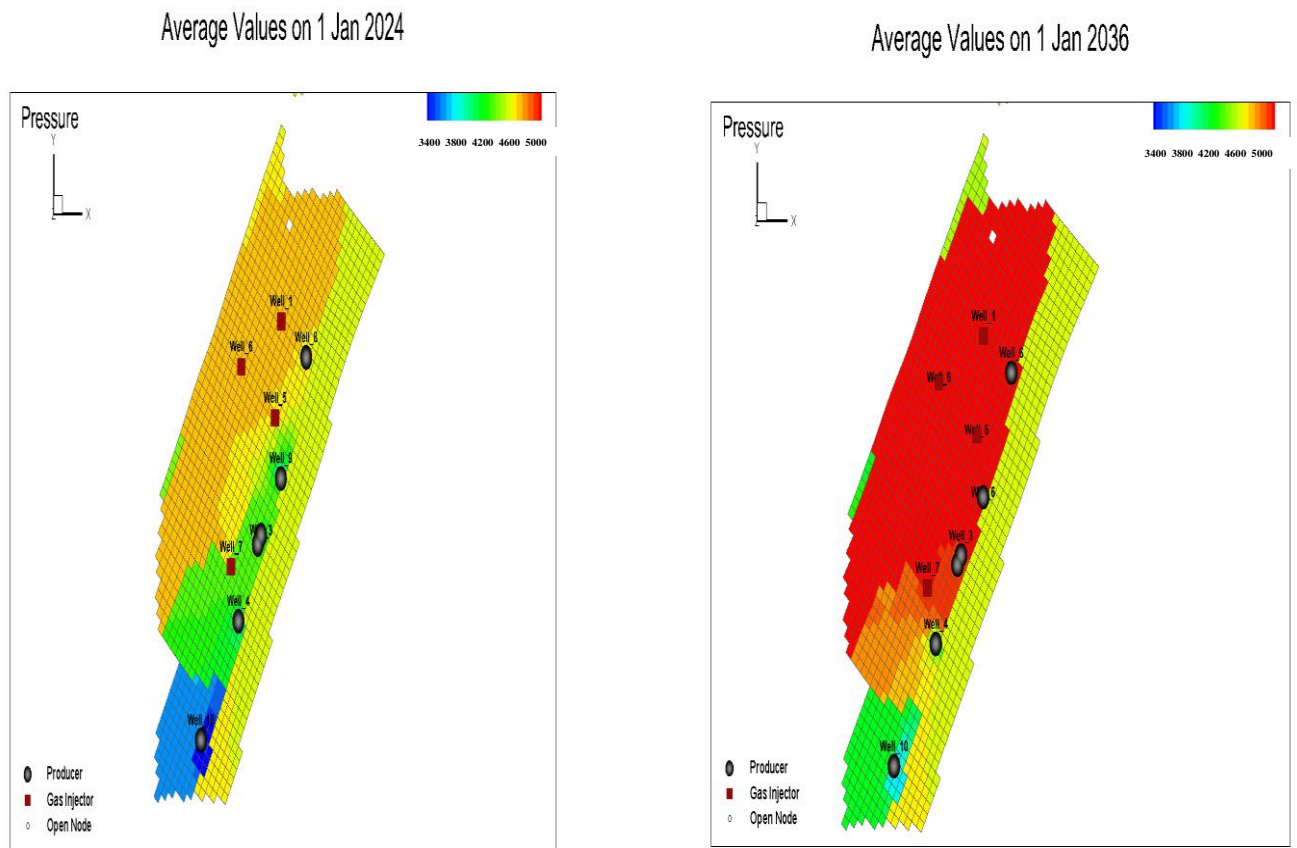 Average Values on 1 Jan 2024
Pressure
3400 3800 4200 4600 5000
Y
Z X
Well_1
Well_8
Well_6
Well_5
Well_9
Well_3
Well_7
Well_4
Well_10
Producer
Gas Injector
Open Node
Average Values on 1 Jan 2036
Pressure
3400 3800 4200 4600 5000
Y
Z X
Well_1
Well_6
Well_3
Well_7
Well_4
Well_10
Producer
Gas Injector
Open Node